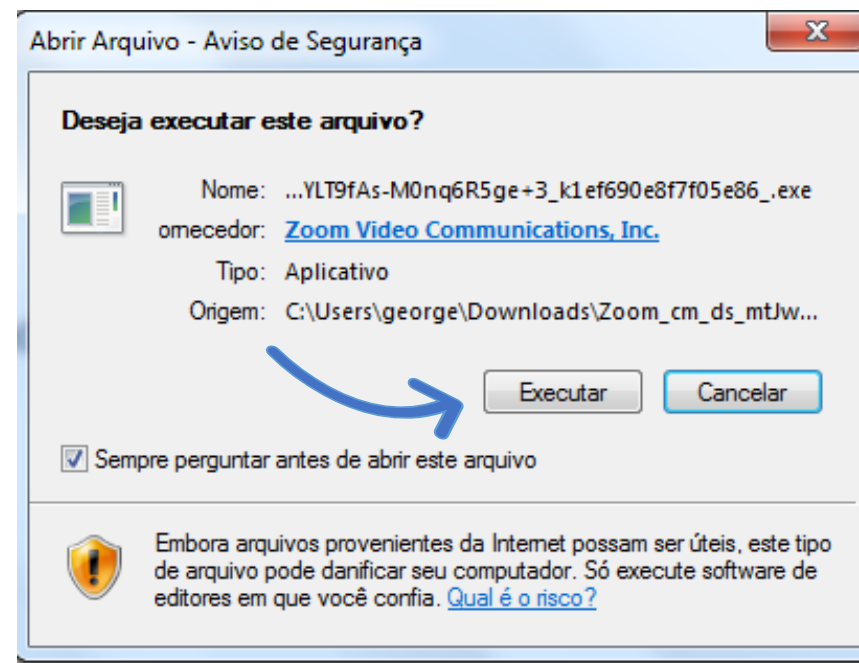 Abrir Arquivo - Aviso de Segurança
Deseja executar este arquivo?
Nome: ...YLT9fAs-M0nq6R5ge+3_k1ef690e8f7f05e86_.exe
omecedor: Zoom Video Communications, Inc.
Tipo: Aplicativo
Origem: C:\Users\george\Downloads\Zoom_cm_ds_mtJw...
Executar Cancelar
Sempre perguntar antes de abrir este arquivo
Embora arquivos provenientes da Internet possam ser úteis, este tipo
de arquivo pode danificar seu computador. Só execute software de
editores em que você confia. Qual é o risco?